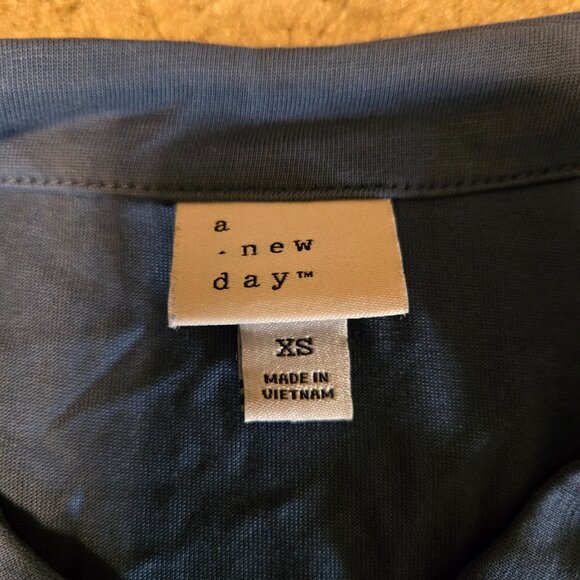 a
. new
day™
XS
MADE IN
VIETNAM